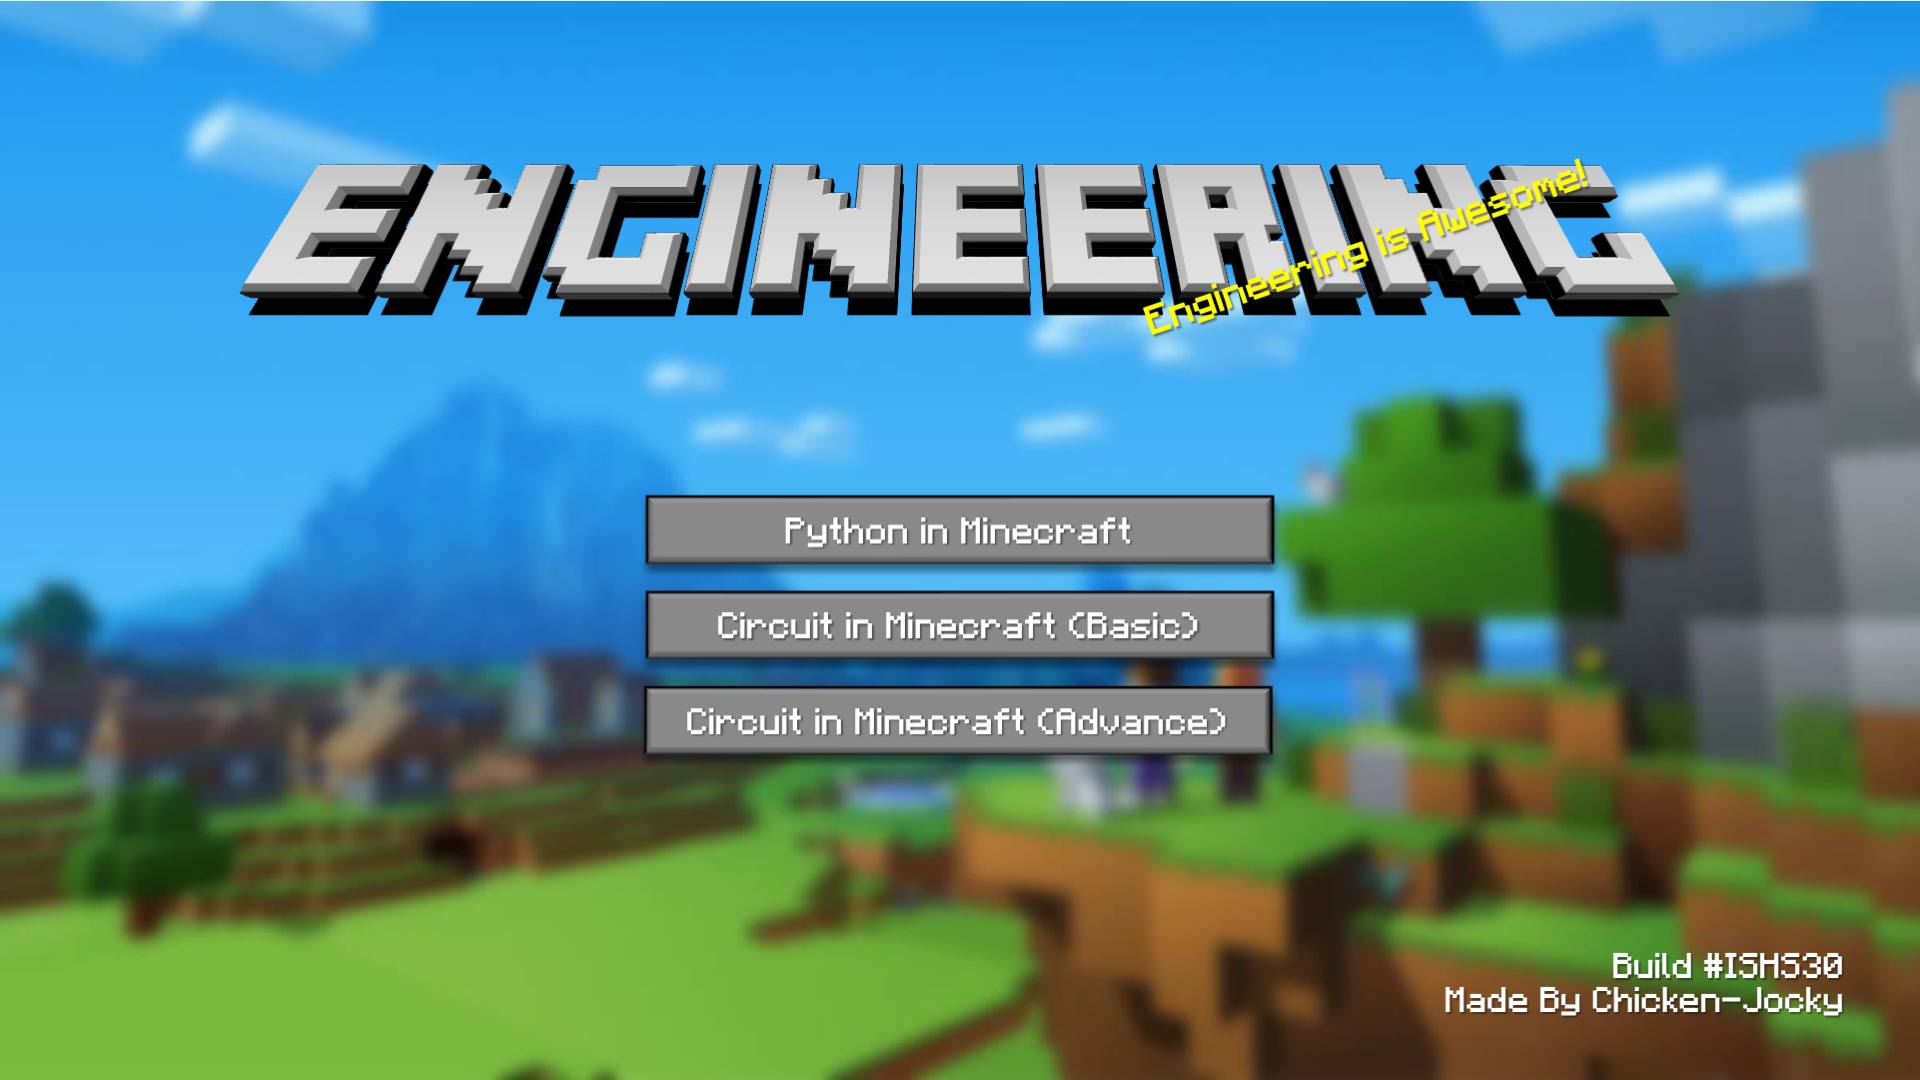 ENGINEERING
Engineering is Awesome!
Python in Minecraft
Circuit in Minecraft (Basic)
Circuit in Minecraft (Advance)
Build #ISHS30
Made By Chicken-Jocky